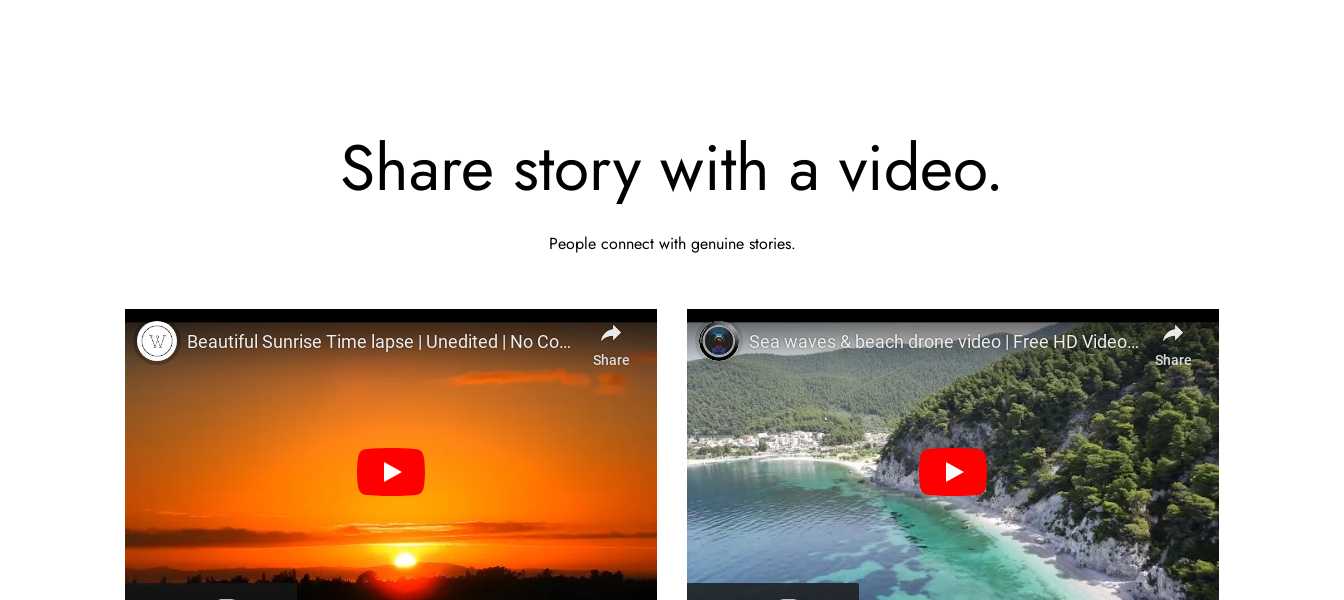 Share story with a video.
People connect with genuine stories.
W
Beautiful Sunrise Time lapse | Unedited | No Co...
Share
Sea waves & beach drone video | Free HD Video...
Share